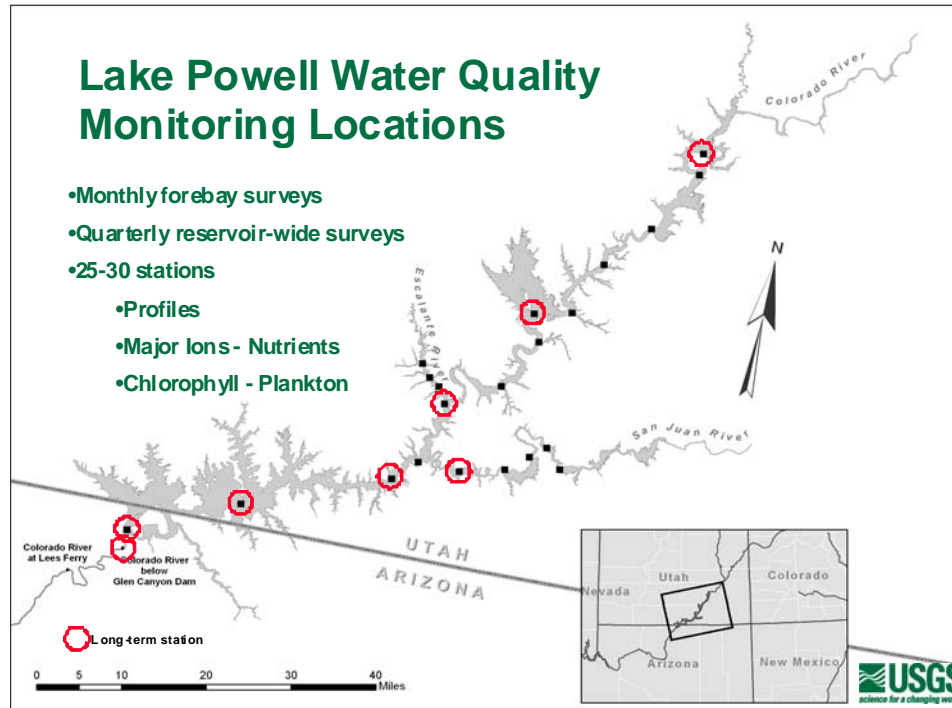 Lake Powell Water Quality
Monitoring Locations
•Monthly forebay surveys
•Quarterly reservoir-wide surveys
•25-30 stations
•Profiles
•Major Ions - Nutrients
•Chlorophyll - Plankton
Colorado River
Escalante River
N
San Juan River
UTAH
ARIZONA
Colorado River
at Lees Ferry
Colorado River
below
Glen Canyon Dam
Long-term station
0 5 10 20 30 40
Miles
Nevada
Utah
Colorado
Arizona
New Mexico
USGS
science for a changing wo